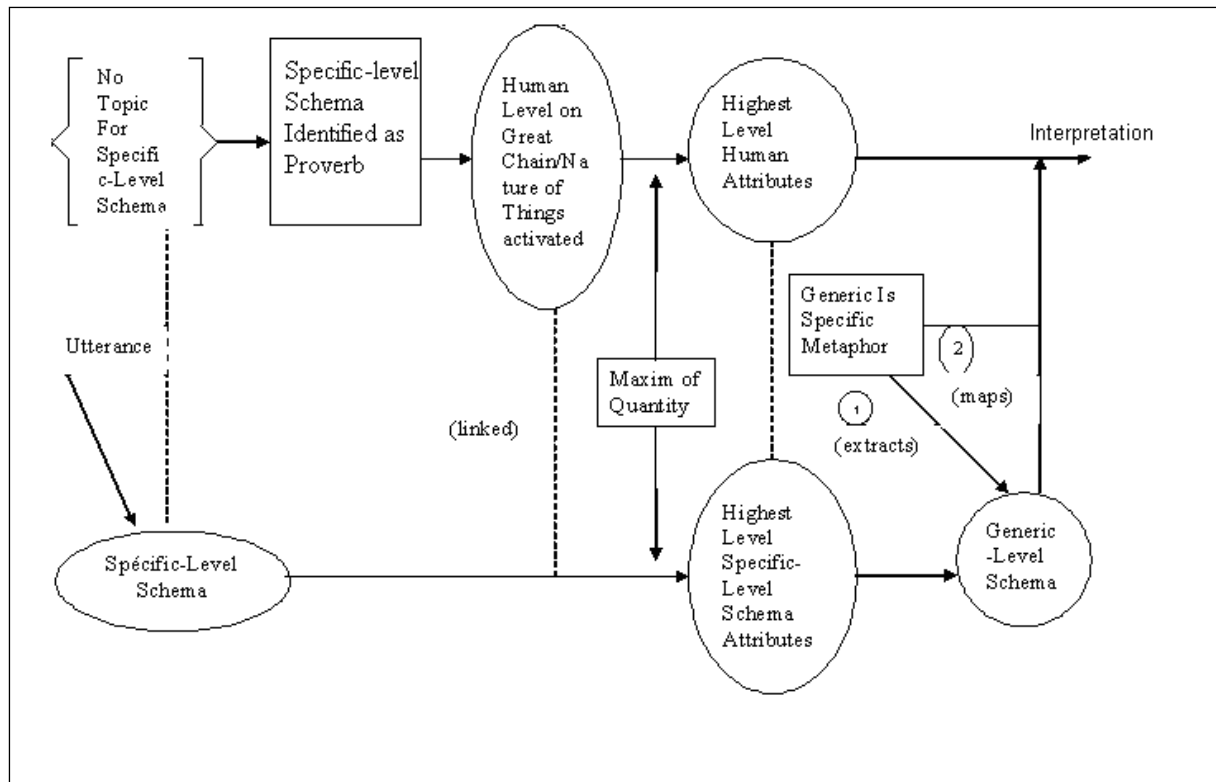 No
Topic
For
Specifi
c-Level
Schema
Specific-level
Schema
Identified as
Proverb
Human
Level on
Great
Chain/Na
ture of
Things
activated
Highest
Level
Human
Attributes
Interpretation
Utterance
(linked)
Maxim of
Quantity
Generic Is
Specific
Metaphor
2
(maps)
1
(extracts)
Spécific-Level
Schema
Highest
Level
Specific-
Level
Schema
Attributes
Generic
-Level
Schema